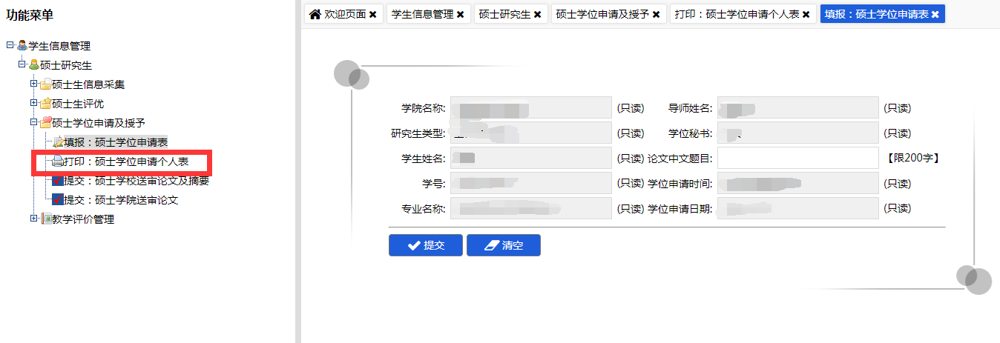 功能菜单
学生信息管理
硕士研究生
硕士生信息采集
硕士生评优
硕士学位申请及授予
填报：硕士学位申请表
打印：硕士学位申请个人表
提交：硕士学校送审论文及摘要
提交：硕士学院送审论文
教学评价管理
欢迎页面 学生信息管理 硕士研究生 硕士学位申请及授予 打印：硕士学位申请个人表 填报：硕士学位申请表
学院名称: (只读) 导师姓名: (只读)
研究生类型: (只读) 学位秘书: (只读)
学生姓名: (只读) 论文中文题目: 【限200字】
学号: (只读) 学位申请时间: (只读)
专业名称: (只读) 学位申请日期: (只读)
提交 清空